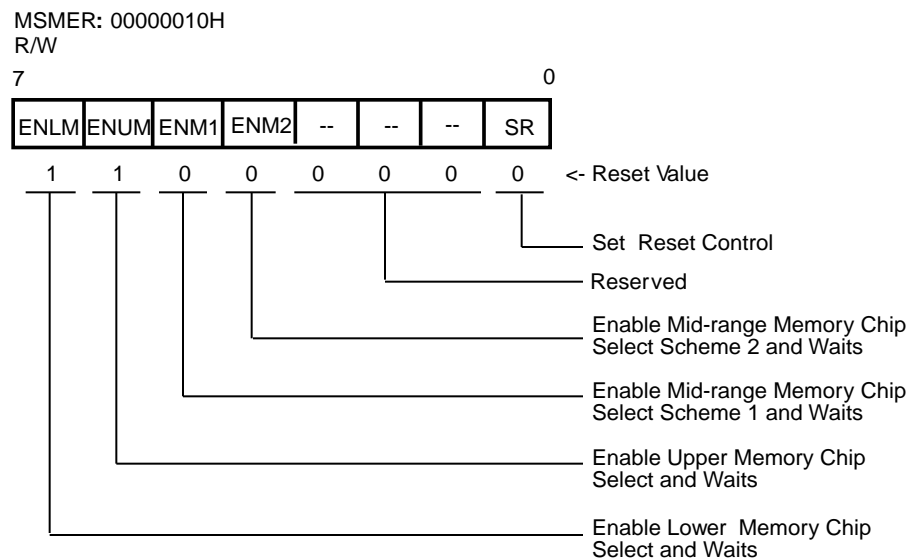 MSMER: 00000010H
R/W
7 0
ENLM ENUM ENM1 ENM2 -- -- -- SR
1 1 0 0 0 0 0 0 <- Reset Value
Set Reset Control
Reserved
Enable Mid-range Memory Chip
Select Scheme 2 and Waits
Enable Mid-range Memory Chip
Select Scheme 1 and Waits
Enable Upper Memory Chip
Select and Waits
Enable Lower Memory Chip
Select and Waits